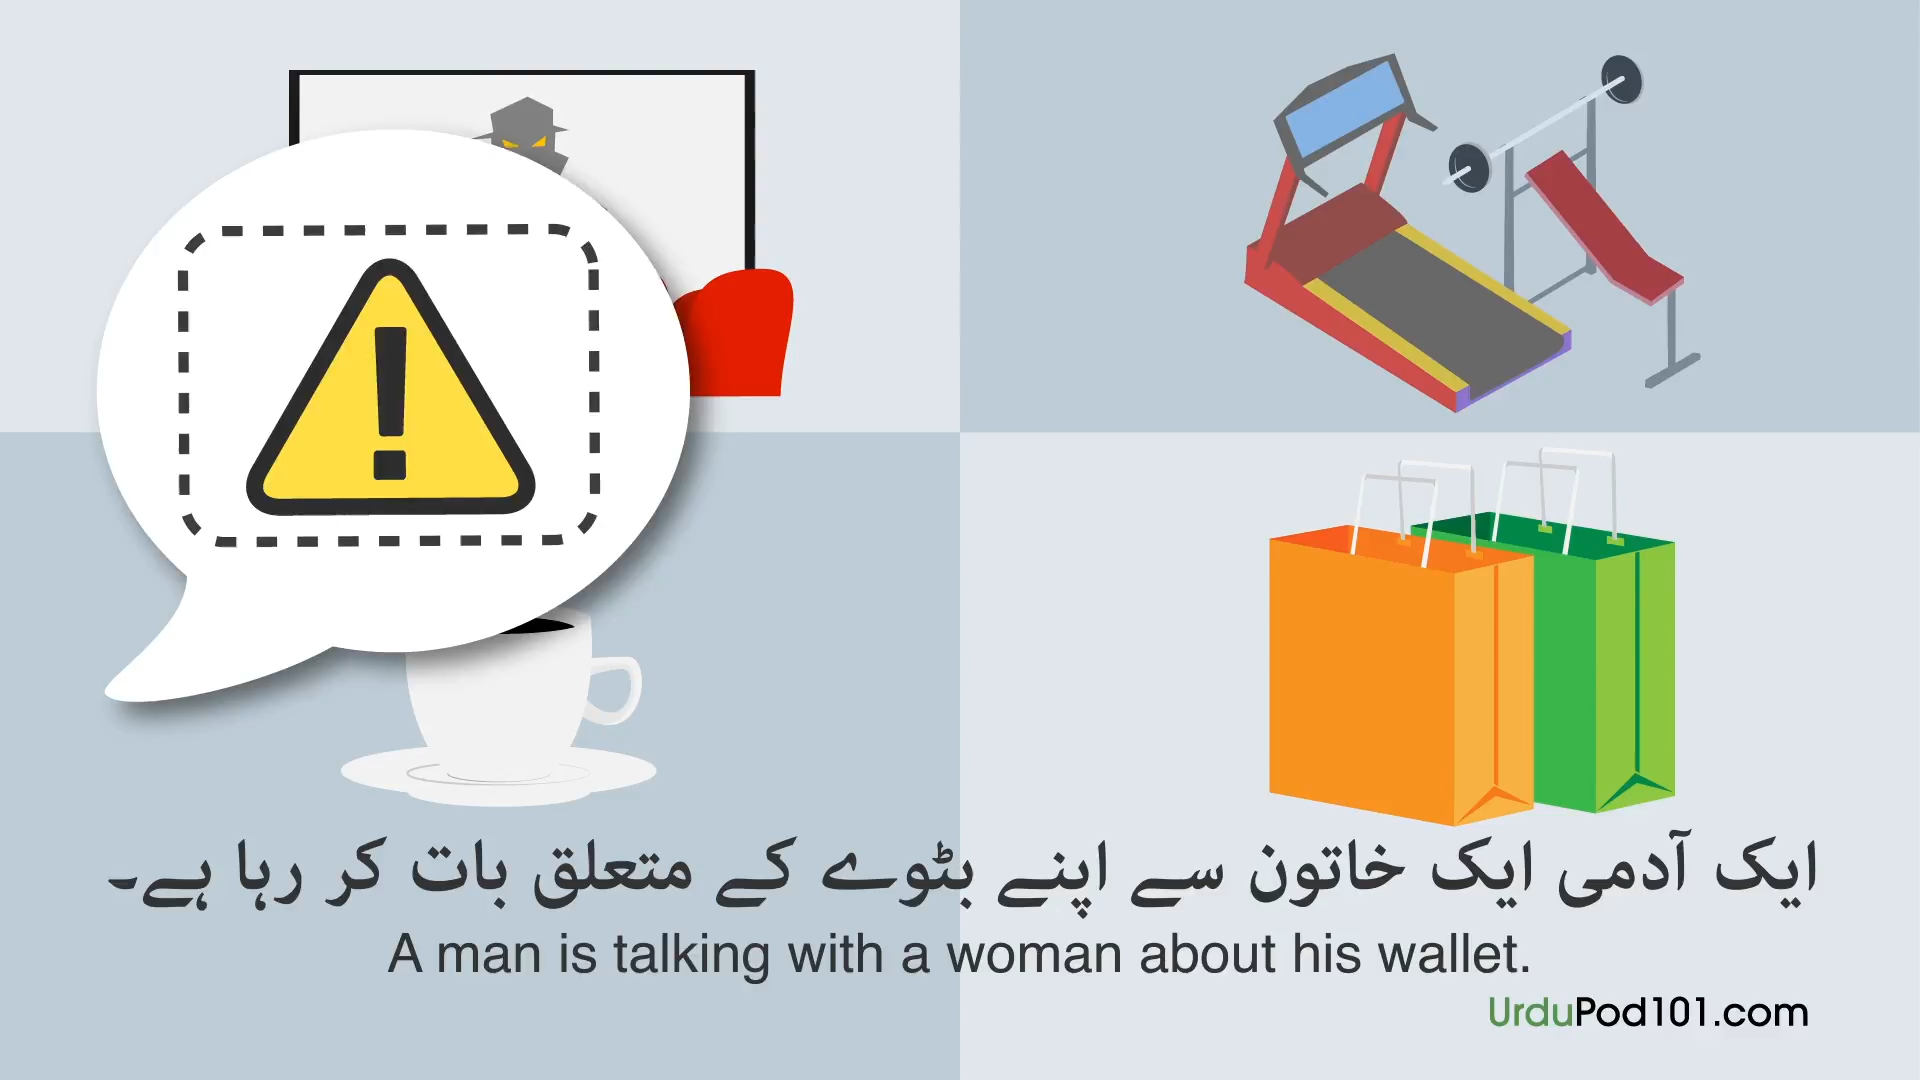 ایک آدمی ایک خاتون سے اپنے بٹوے کے متعلق بات کر رہا ہے۔
A man is talking with a woman about his wallet.
UrduPod101.com